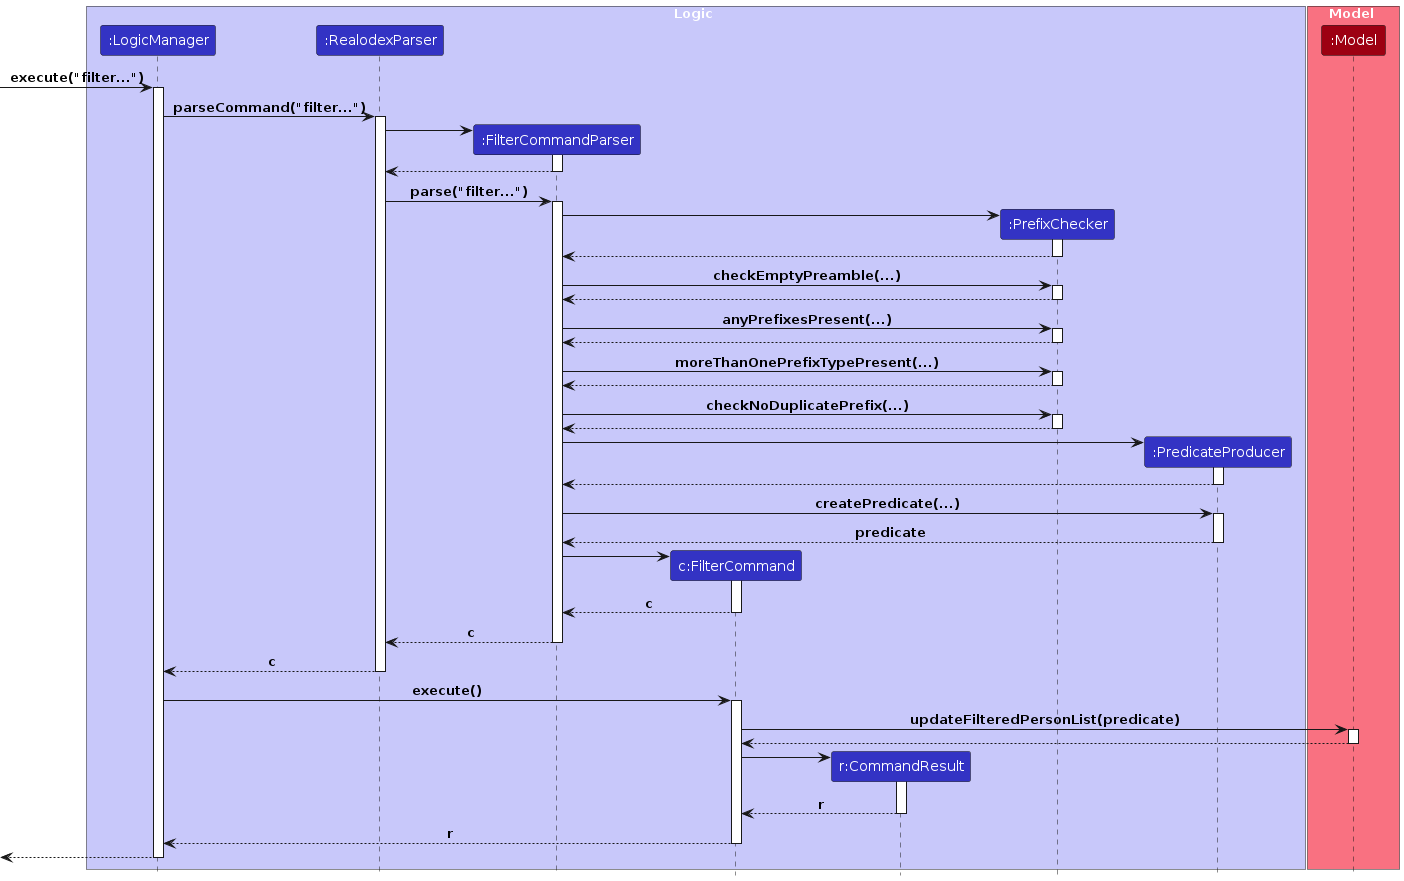 Logic
Model
:LogicManager
:RealodexParser
:Model
execute("filter...")
parseCommand("filter...")
:FilterCommandParser
parse("filter...")
:PrefixChecker
checkEmptyPreamble(...)
anyPrefixesPresent(...)
moreThanOnePrefixTypePresent(...)
checkNoDuplicatePrefix(...)
:PredicateProducer
createPredicate(...)
predicate
c:FilterCommand
c
c
c
execute()
updateFilteredPersonList(predicate)
r:CommandResult
r
r